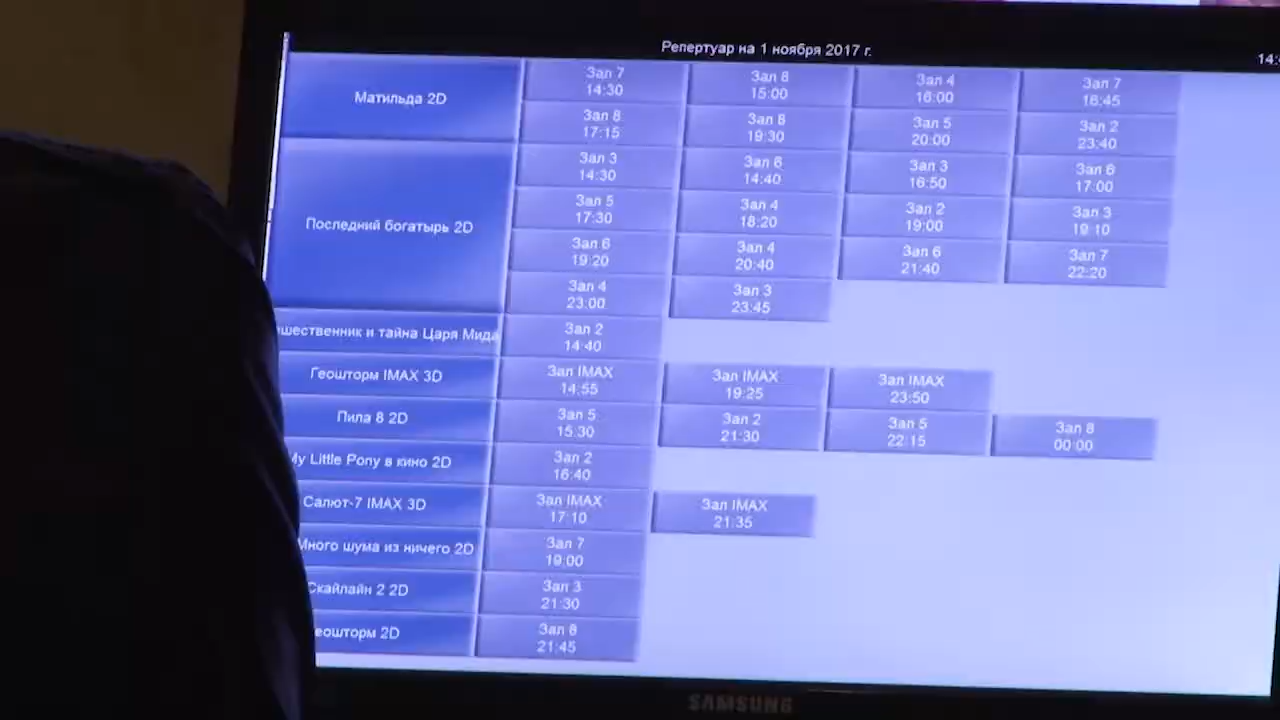 Репертуар на 1 ноября 2017 г.
14:
Матильда 2D
Зал 7
14:30
Зал 8
15:00
Зал 4
16:00
Зал 7
16:45
Зал 8
17:15
Зал 8
19:30
Зал 5
20:00
Зал 2
23:40
Последний богатырь 2D
Зал 3
14:30
Зал 6
14:40
Зал 3
16:50
Зал 6
17:00
Зал 5
17:30
Зал 4
18:20
Зал 2
19:00
Зал 3
19:10
Зал 6
19:20
Зал 4
20:40
Зал 6
21:40
Зал 7
22:20
Зал 4
23:00
Зал 3
23:45
шественник и тайна Царя Мида
Зал 2
14:40
Геошторм IMAX 3D
Зал IMAX
14:55
Зал IMAX
19:25
Зал IMAX
23:50
Пила 8 2D
Зал 5
15:30
Зал 2
21:30
Зал 5
22:15
Зал 8
00:00
My Little Pony в кино 2D
Зал 2
16:40
Салют-7 IMAX 3D
Зал IMAX
17:10
Зал IMAX
21:35
Много шума из ничего 2D
Зал 7
19:00
Скайлайн 2 2D
Зал 3
21:30
еошторм 2D
Зал 8
21:45
SAMSUNG